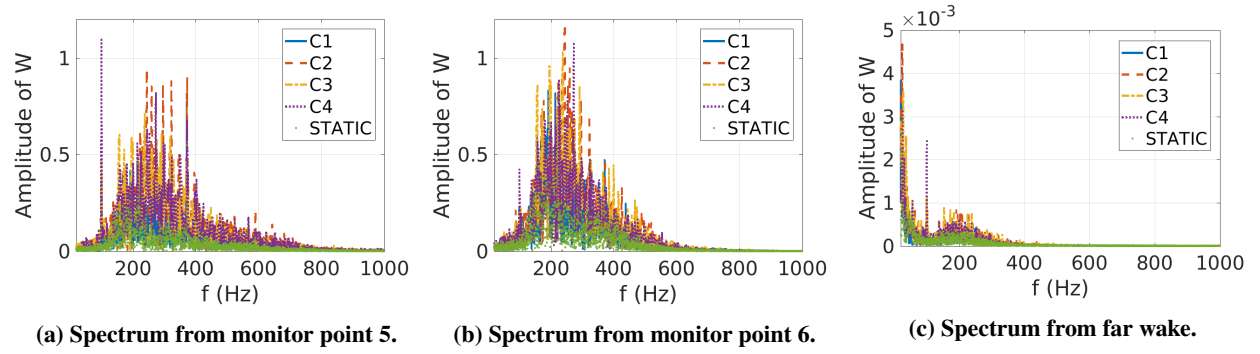 Amplitude of W
1
0.5
0
200 400 600 800 1000
f (Hz)
C1
C2
C3
C4
STATIC
(a) Spectrum from monitor point 5.
Amplitude of W
1
0.5
0
200 400 600 800 1000
f (Hz)
C1
C2
C3
C4
STATIC
(b) Spectrum from monitor point 6.
×10⁻³
Amplitude of W
5
4
3
2
1
0
200 400 600 800 1000
f (Hz)
C1
C2
C3
C4
STATIC
(c) Spectrum from far wake.